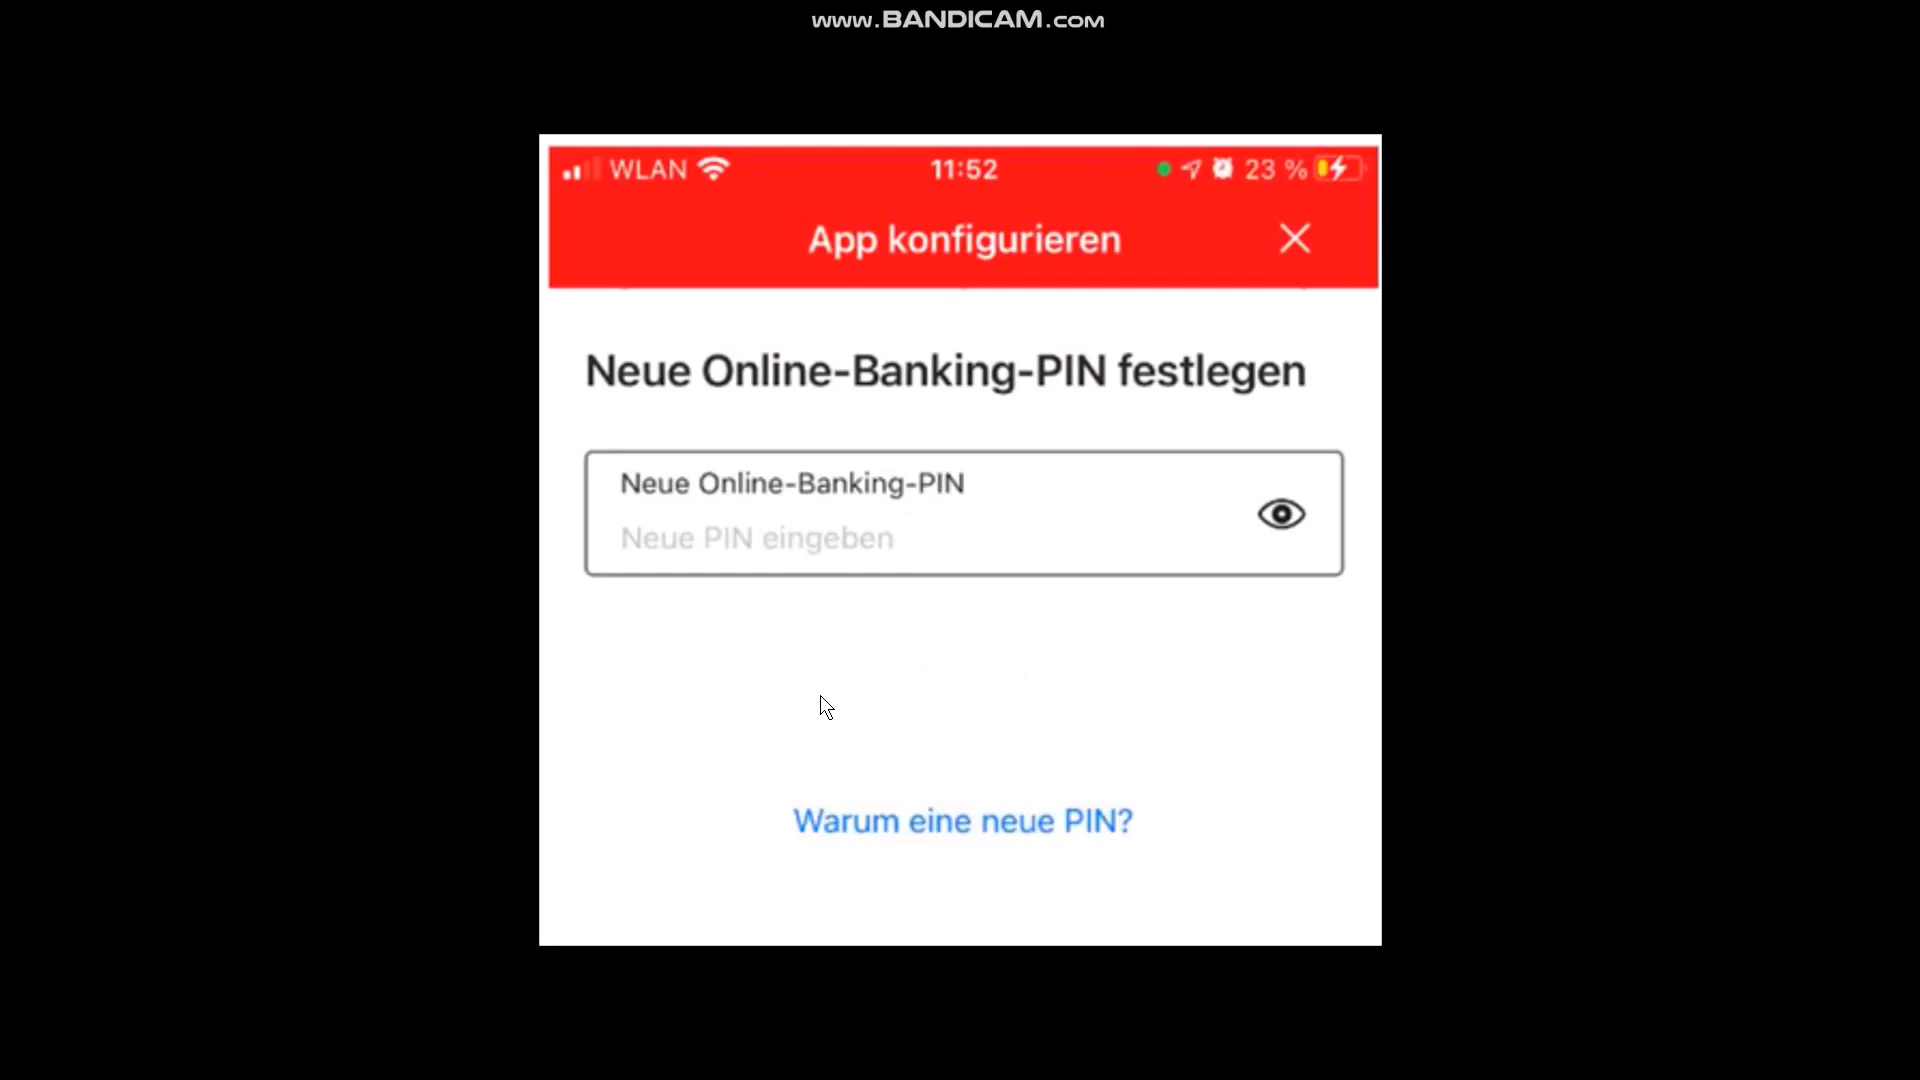 www.BANDICAM.com
WLAN 11:52 23 %
App konfigurieren
Neue Online-Banking-PIN festlegen
Neue Online-Banking-PIN
Neue PIN eingeben
Warum eine neue PIN?